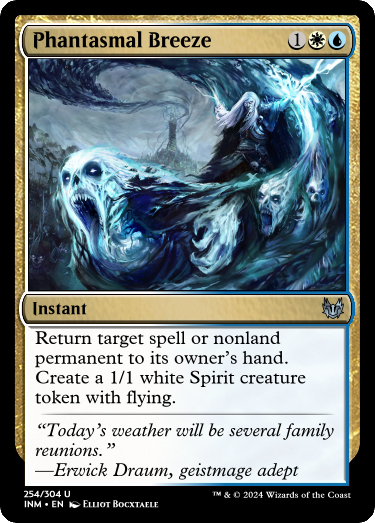 Phantasmal Breeze 1
Instant
Return target spell or nonland
permanent to its owner's hand.
Create a 1/1 white Spirit creature
token with flying.
“Today's weather will be several family
reunions.”
—Erwick Draum, geistmage adept
254/304 U
INM • EN Elliot Bocxtaele
™ & © 2024 Wizards of the Coast